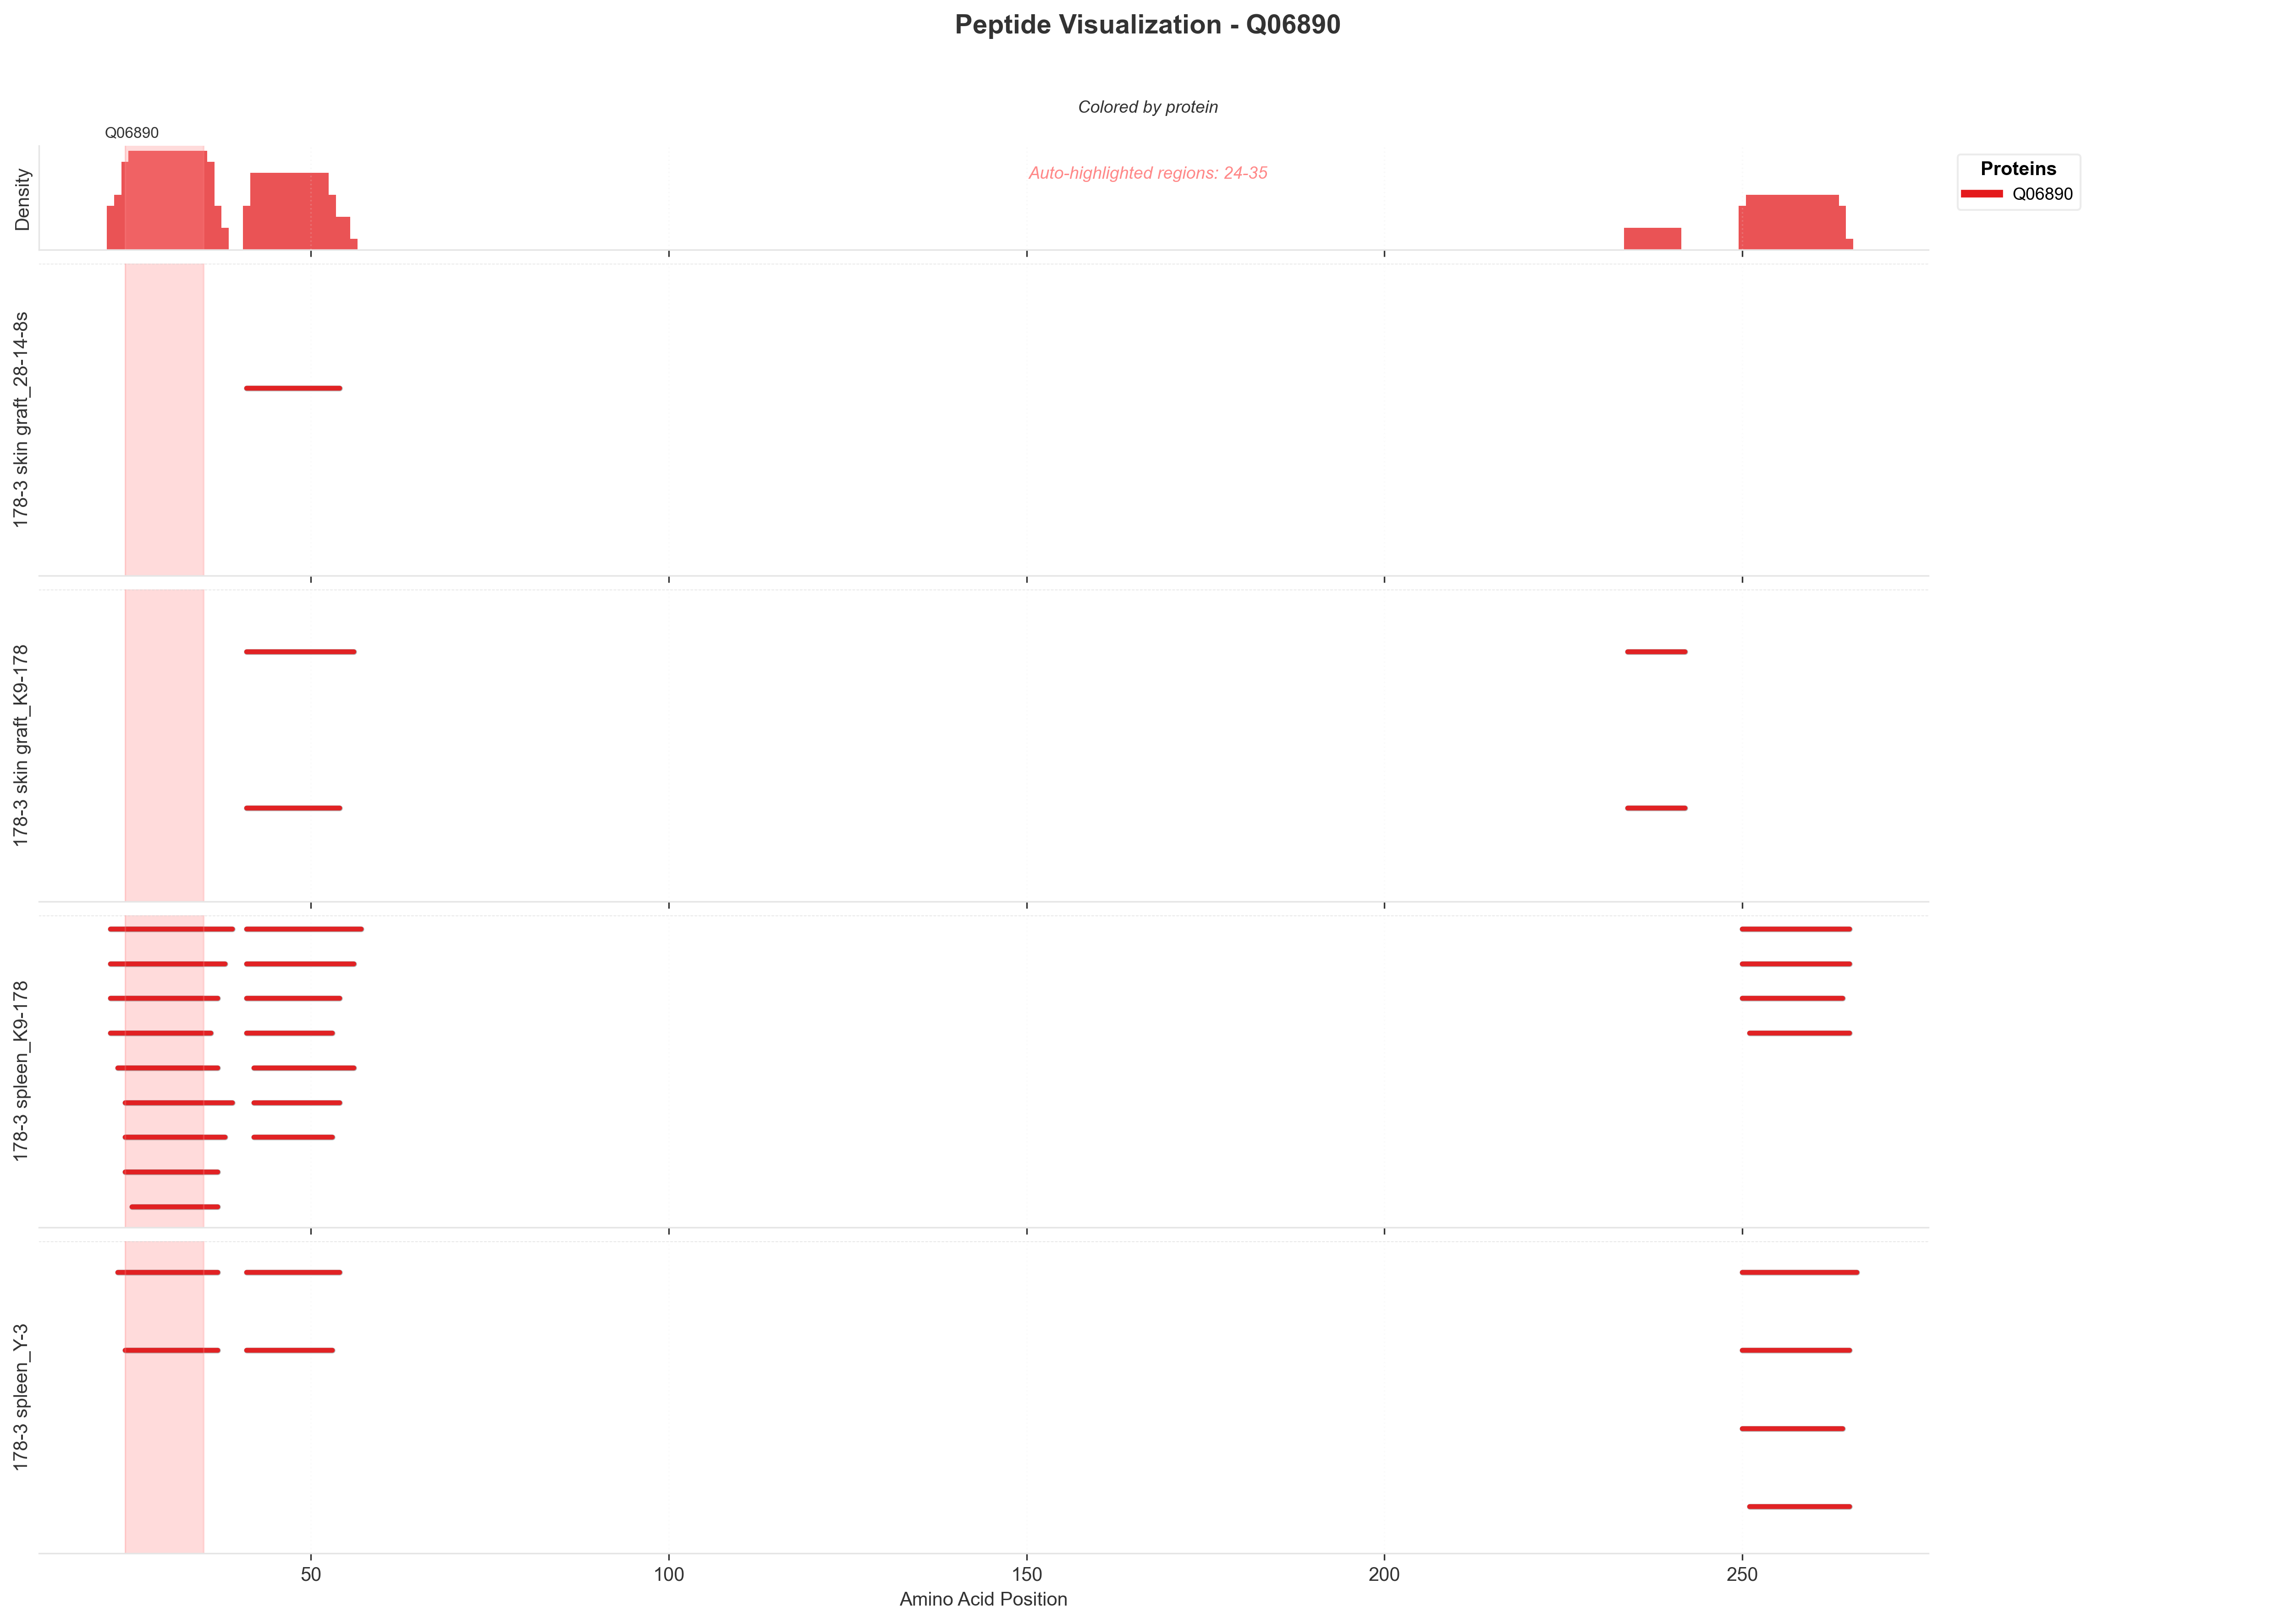 Peptide Visualization - Q06890
Colored by protein
Q06890
Auto-highlighted regions: 24-35
Density
Proteins
Q06890
178-3 skin graft_28-14-8s
178-3 skin graft_K9-178
178-3 spleen_K9-178
178-3 spleen_Y-3
50 100 150 200 250
Amino Acid Position